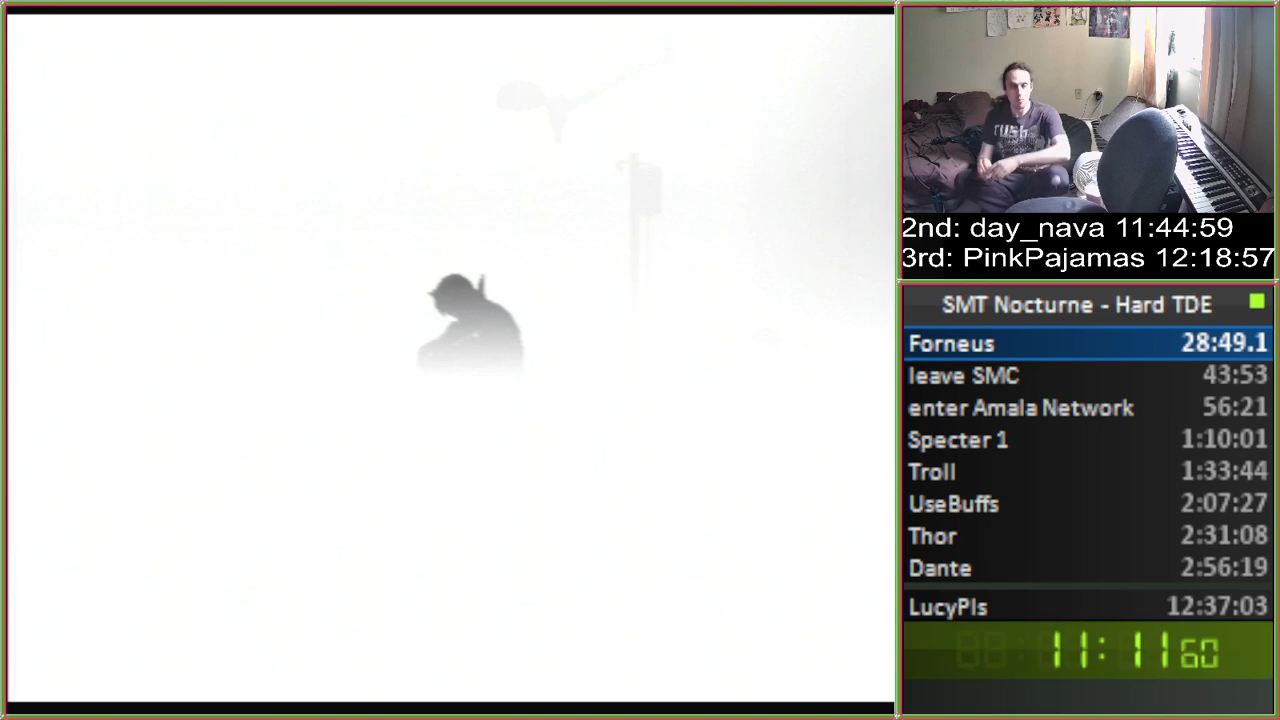 rush
2nd: day_nava 11:44:59
3rd: PinkPajamas 12:18:57
SMT Nocturne - Hard TDE
Forneus 28:49.1
leave SMC 43:53
enter Amala Network 56:21
Specter 1 1:10:01
Troll 1:33:44
UseBuffs 2:07:27
Thor 2:31:08
Dante 2:56:19
LucyPls 12:37:03
11:11 60